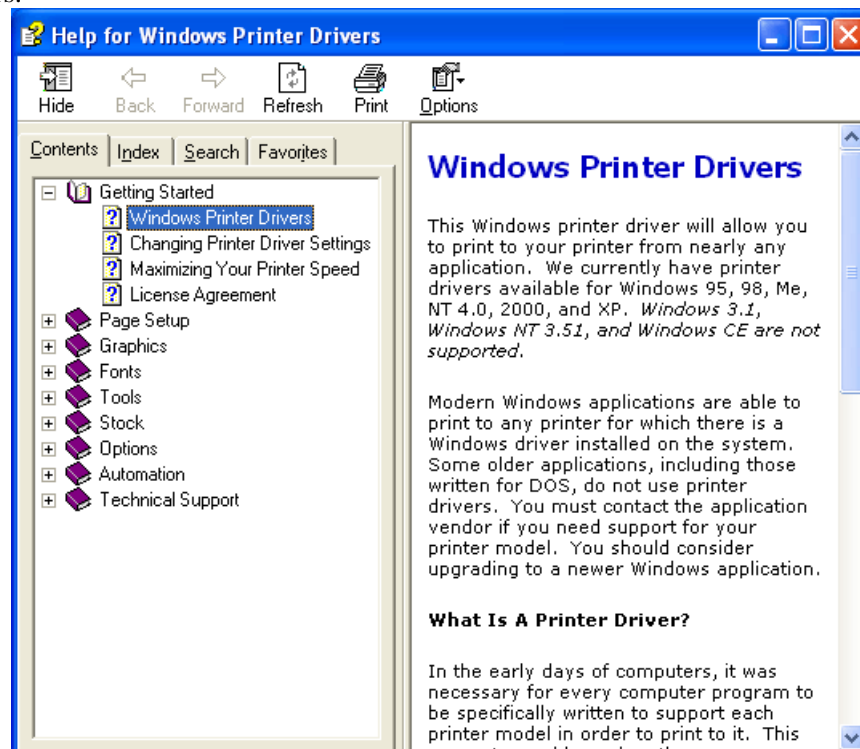 Help for Windows Printer Drivers
Hide Back Forward Refresh Print Options
Contents Index Search Favorites
Getting Started
Windows Printer Drivers
Changing Printer Driver Settings
Maximizing Your Printer Speed
License Agreement
Page Setup
Graphics
Fonts
Tools
Stock
Options
Automation
Technical Support
Windows Printer Drivers
This Windows printer driver will allow you
to print to your printer from nearly any
application. We currently have printer
drivers available for Windows 95, 98, Me,
NT 4.0, 2000, and XP. Windows 3.1,
Windows NT 3.51, and Windows CE are not
supported.
Modern Windows applications are able to
print to any printer for which there is a
Windows driver installed on the system.
Some older applications, including those
written for DOS, do not use printer
drivers. You must contact the application
vendor if you need support for your
printer model. You should consider
upgrading to a newer Windows application.
What Is A Printer Driver?
In the early days of computers, it was
necessary for every computer program to
be specifically written to support each
printer model in order to print to it. This